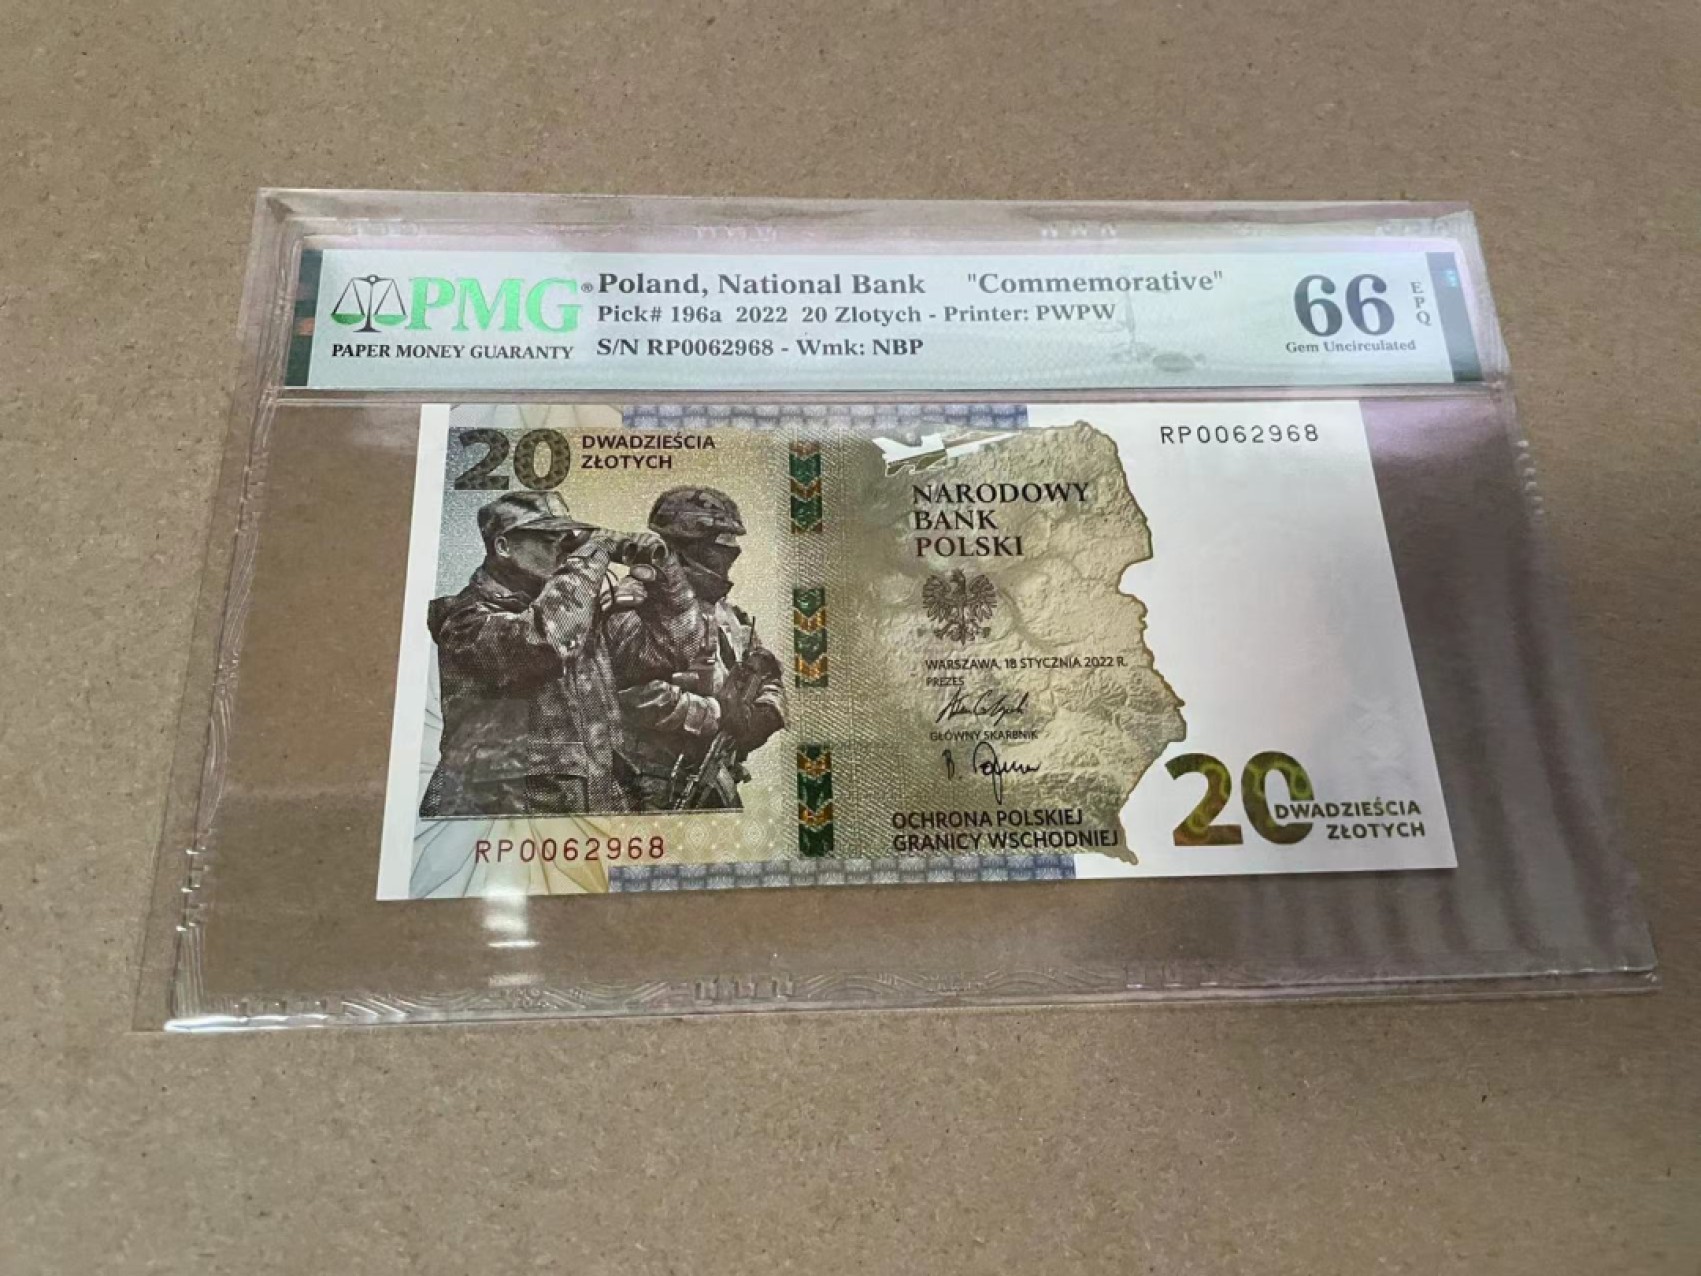 PMG®
PAPER MONEY GUARANTY
Poland, National Bank "Commemorative"
Pick# 196a 2022 20 Zlotych - Printer: PWPW
S/N RP0062968 - Wmk: NBP
66 EPQ
Gem Uncirculated
20 DWADZIEŚCIA
ZŁOTYCH
RP0062968
NARODOWY
BANK
POLSKI
WARSZAWA, 18 STYCZNIA 2022 R.
PREZES
GŁÓWNY SKARBNIK
OCHRONA POLSKIEJ
GRANICY WSCHODNIEJ
RP0062968
20 DWADZIEŚCIA
ZŁOTYCH